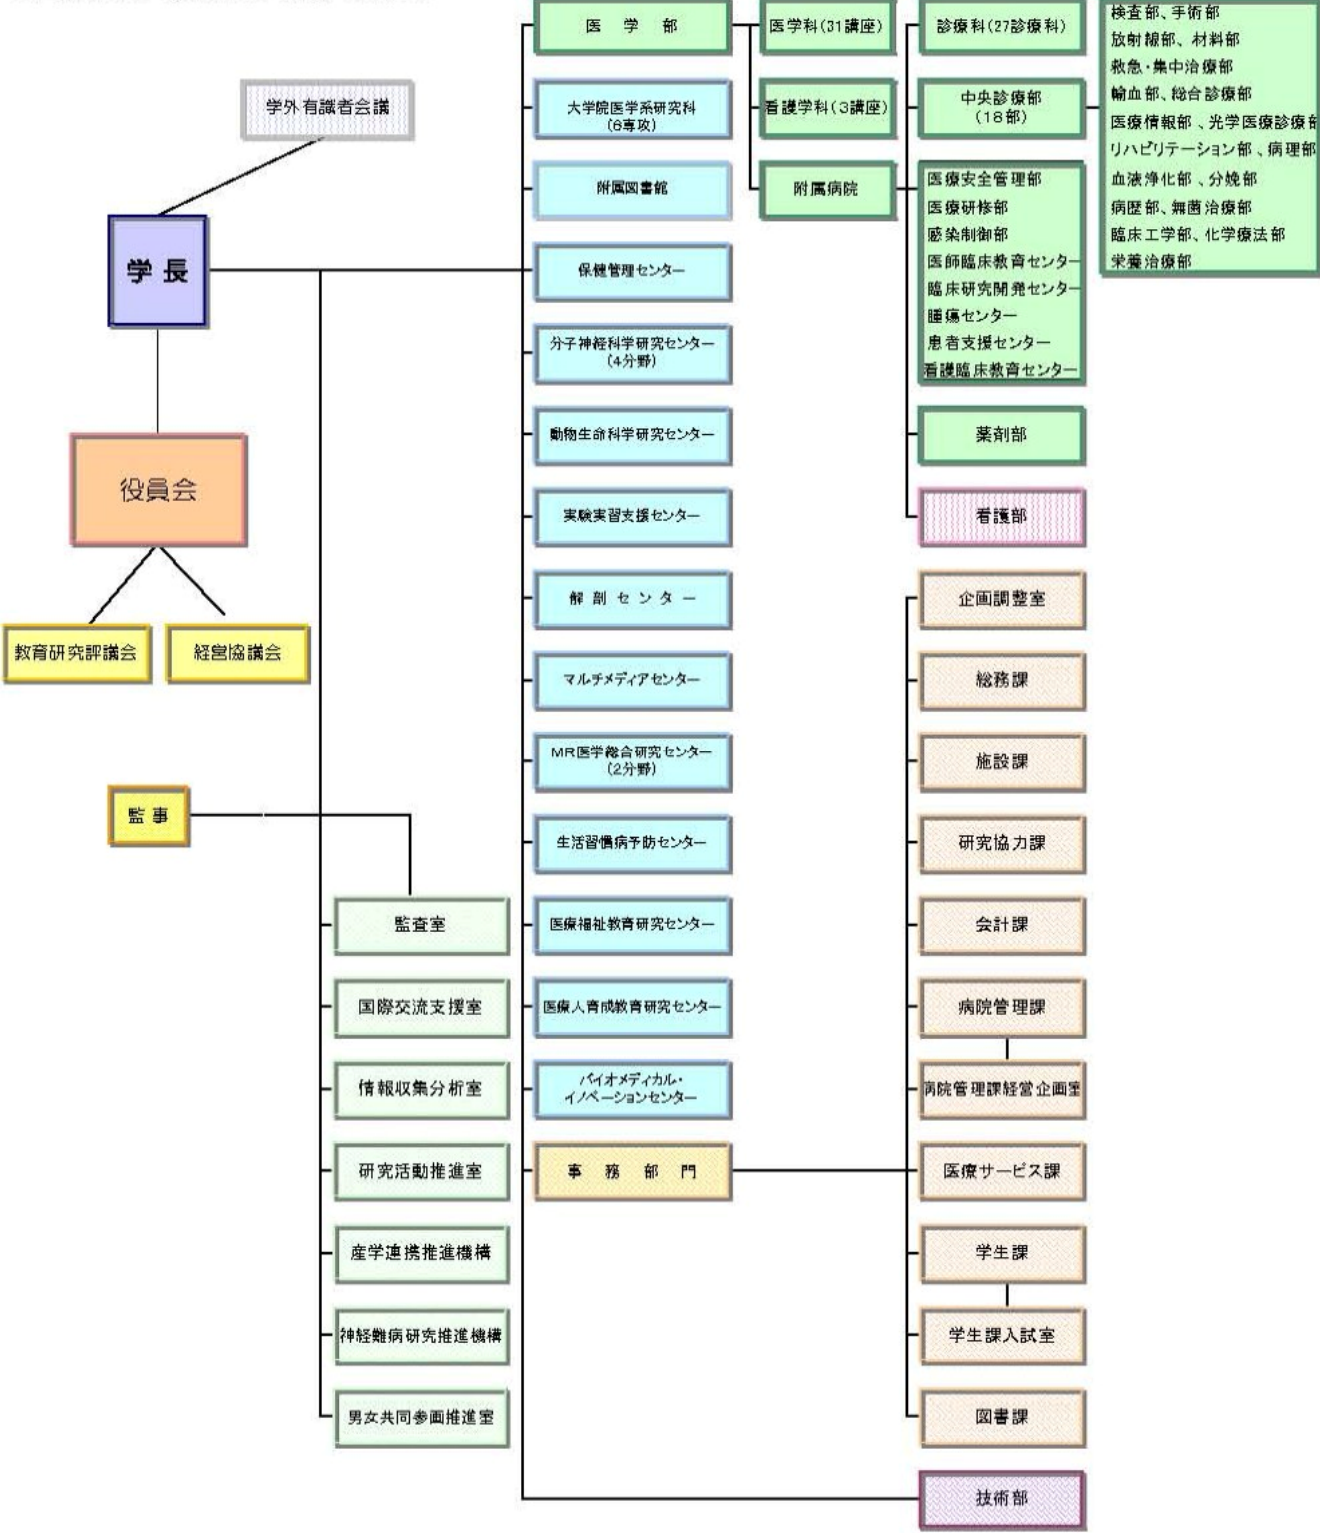 学外有識者会議
学長
役員会
教育研究評議会
経営協議会
監事
監査室
国際交流支援室
情報収集分析室
研究活動推進室
産学連携推進機構
神経難病研究推進機構
男女共同参画推進室
医学部
大学院医学系研究科
(6専攻)
附属図書館
保健管理センター
分子神経科学研究センター
(4分野)
動物生命科学研究センター
実験実習支援センター
解剖センター
マルチメディアセンター
MR医学総合研究センター
(2分野)
生活習慣病予防センター
医療福祉教育研究センター
医療人育成教育研究センター
バイオメディカル・
イノベーションセンター
事務部門
医学科(31講座)
看護学科(3講座)
附属病院
診療科(27診療科)
中央診療部
(18部)
医療安全管理部
医療研修部
感染制御部
医師臨床教育センター
臨床研究開発センター
腫瘍センター
患者支援センター
看護臨床教育センター
薬剤部
看護部
企画調整室
総務課
施設課
研究協力課
会計課
病院管理課
病院管理課経営企画室
医療サービス課
学生課
学生課入試室
図書課
技術部
検査部、手術部
放射線部、材料部
救急・集中治療部
輸血部、総合診療部
医療情報部、光学医療診療部
リハビリテーション部、病理部
血液浄化部、分娩部
病歴部、無菌治療部
臨床工学部、化学療法部
栄養治療部